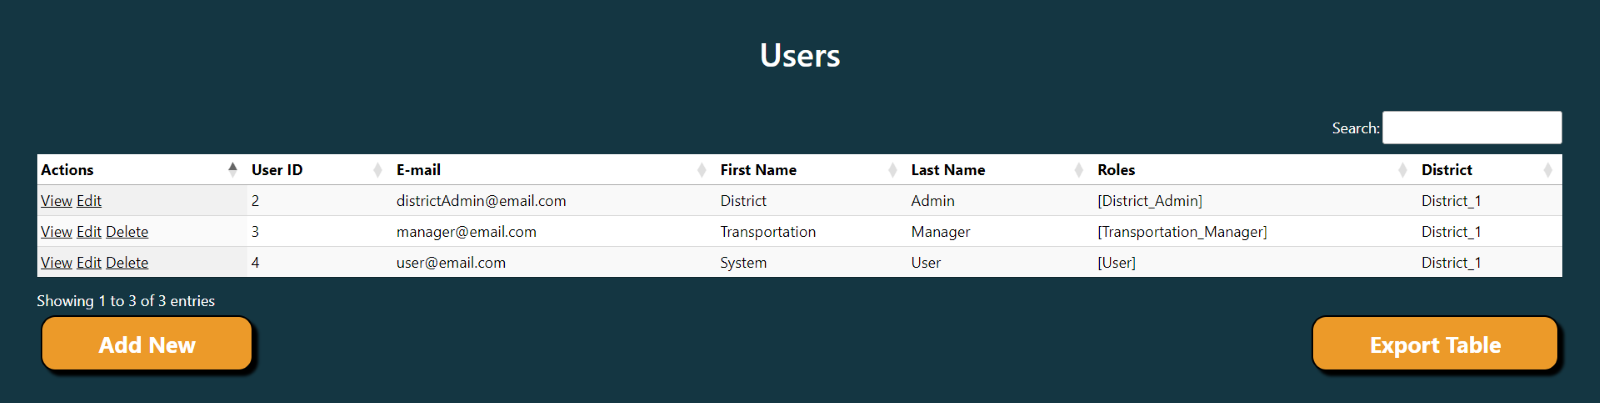 Users
Search:
Actions User ID E-mail First Name Last Name Roles District
View Edit 2 districtAdmin@email.com District Admin [District_Admin] District_1
View Edit Delete 3 manager@email.com Transportation Manager [Transportation_Manager] District_1
View Edit Delete 4 user@email.com System User [User] District_1
Showing 1 to 3 of 3 entries
Add New Export Table